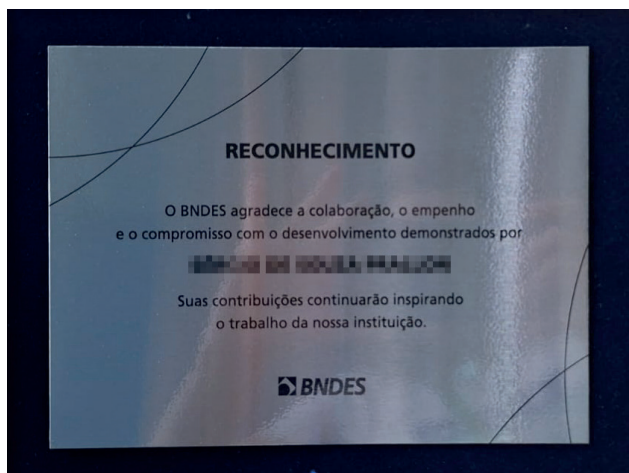 RECONHECIMENTO
O BNDES agradece a colaboração, o empenho
e o compromisso com o desenvolvimento demonstrados por
Suas contribuições continuarão inspirando
o trabalho da nossa instituição.
BNDES